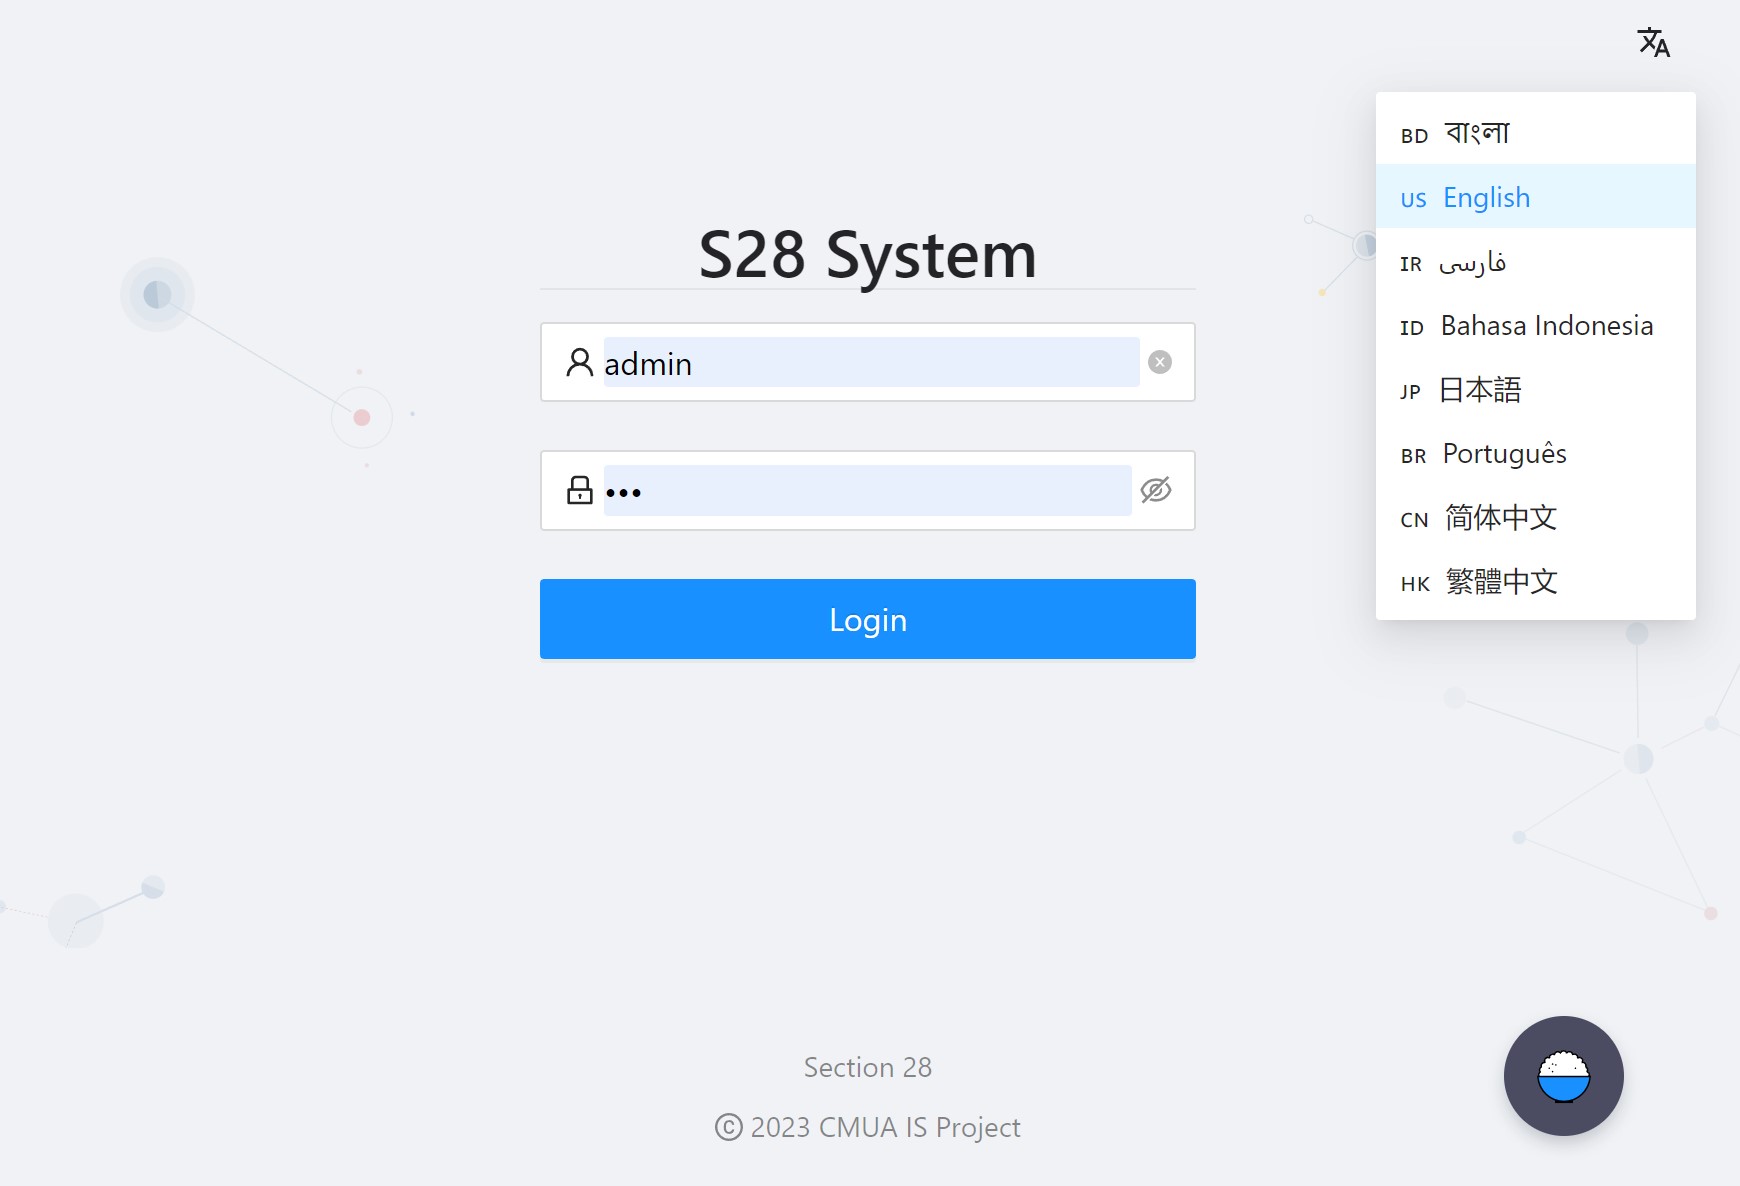 S28 System
admin
•••
Login
BD বাংলা
US English
IR فارسی
ID Bahasa Indonesia
JP 日本語
BR Português
CN 简体中文
HK 繁體中文
Section 28
© 2023 CMUA IS Project